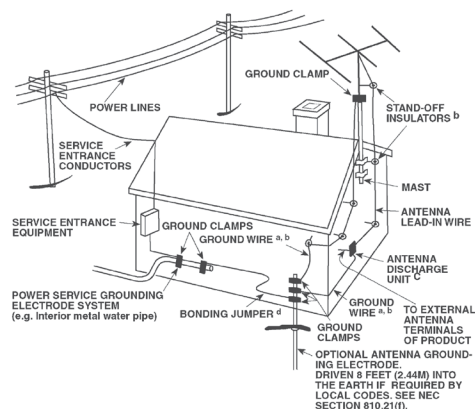 GROUND CLAMP
POWER LINES
STAND-OFF
INSULATORS b
SERVICE
ENTRANCE
CONDUCTORS
MAST
ANTENNA
LEAD-IN WIRE
SERVICE ENTRANCE
EQUIPMENT
GROUND CLAMPS
GROUND WIRE a, b
ANTENNA
DISCHARGE
UNIT C
POWER SERVICE GROUNDING
ELECTRODE SYSTEM
(e.g. Interior metal water pipe)
BONDING JUMPER d
GROUND
WIRE a, b
TO EXTERNAL
ANTENNA
TERMINALS
OF PRODUCT
GROUND
CLAMPS
OPTIONAL ANTENNA GROUND-
ING ELECTRODE.
DRIVEN 8 FEET (2.44M) INTO
THE EARTH IF REQUIRED BY
LOCAL CODES. SEE NEC
SECTION 810.21(f).